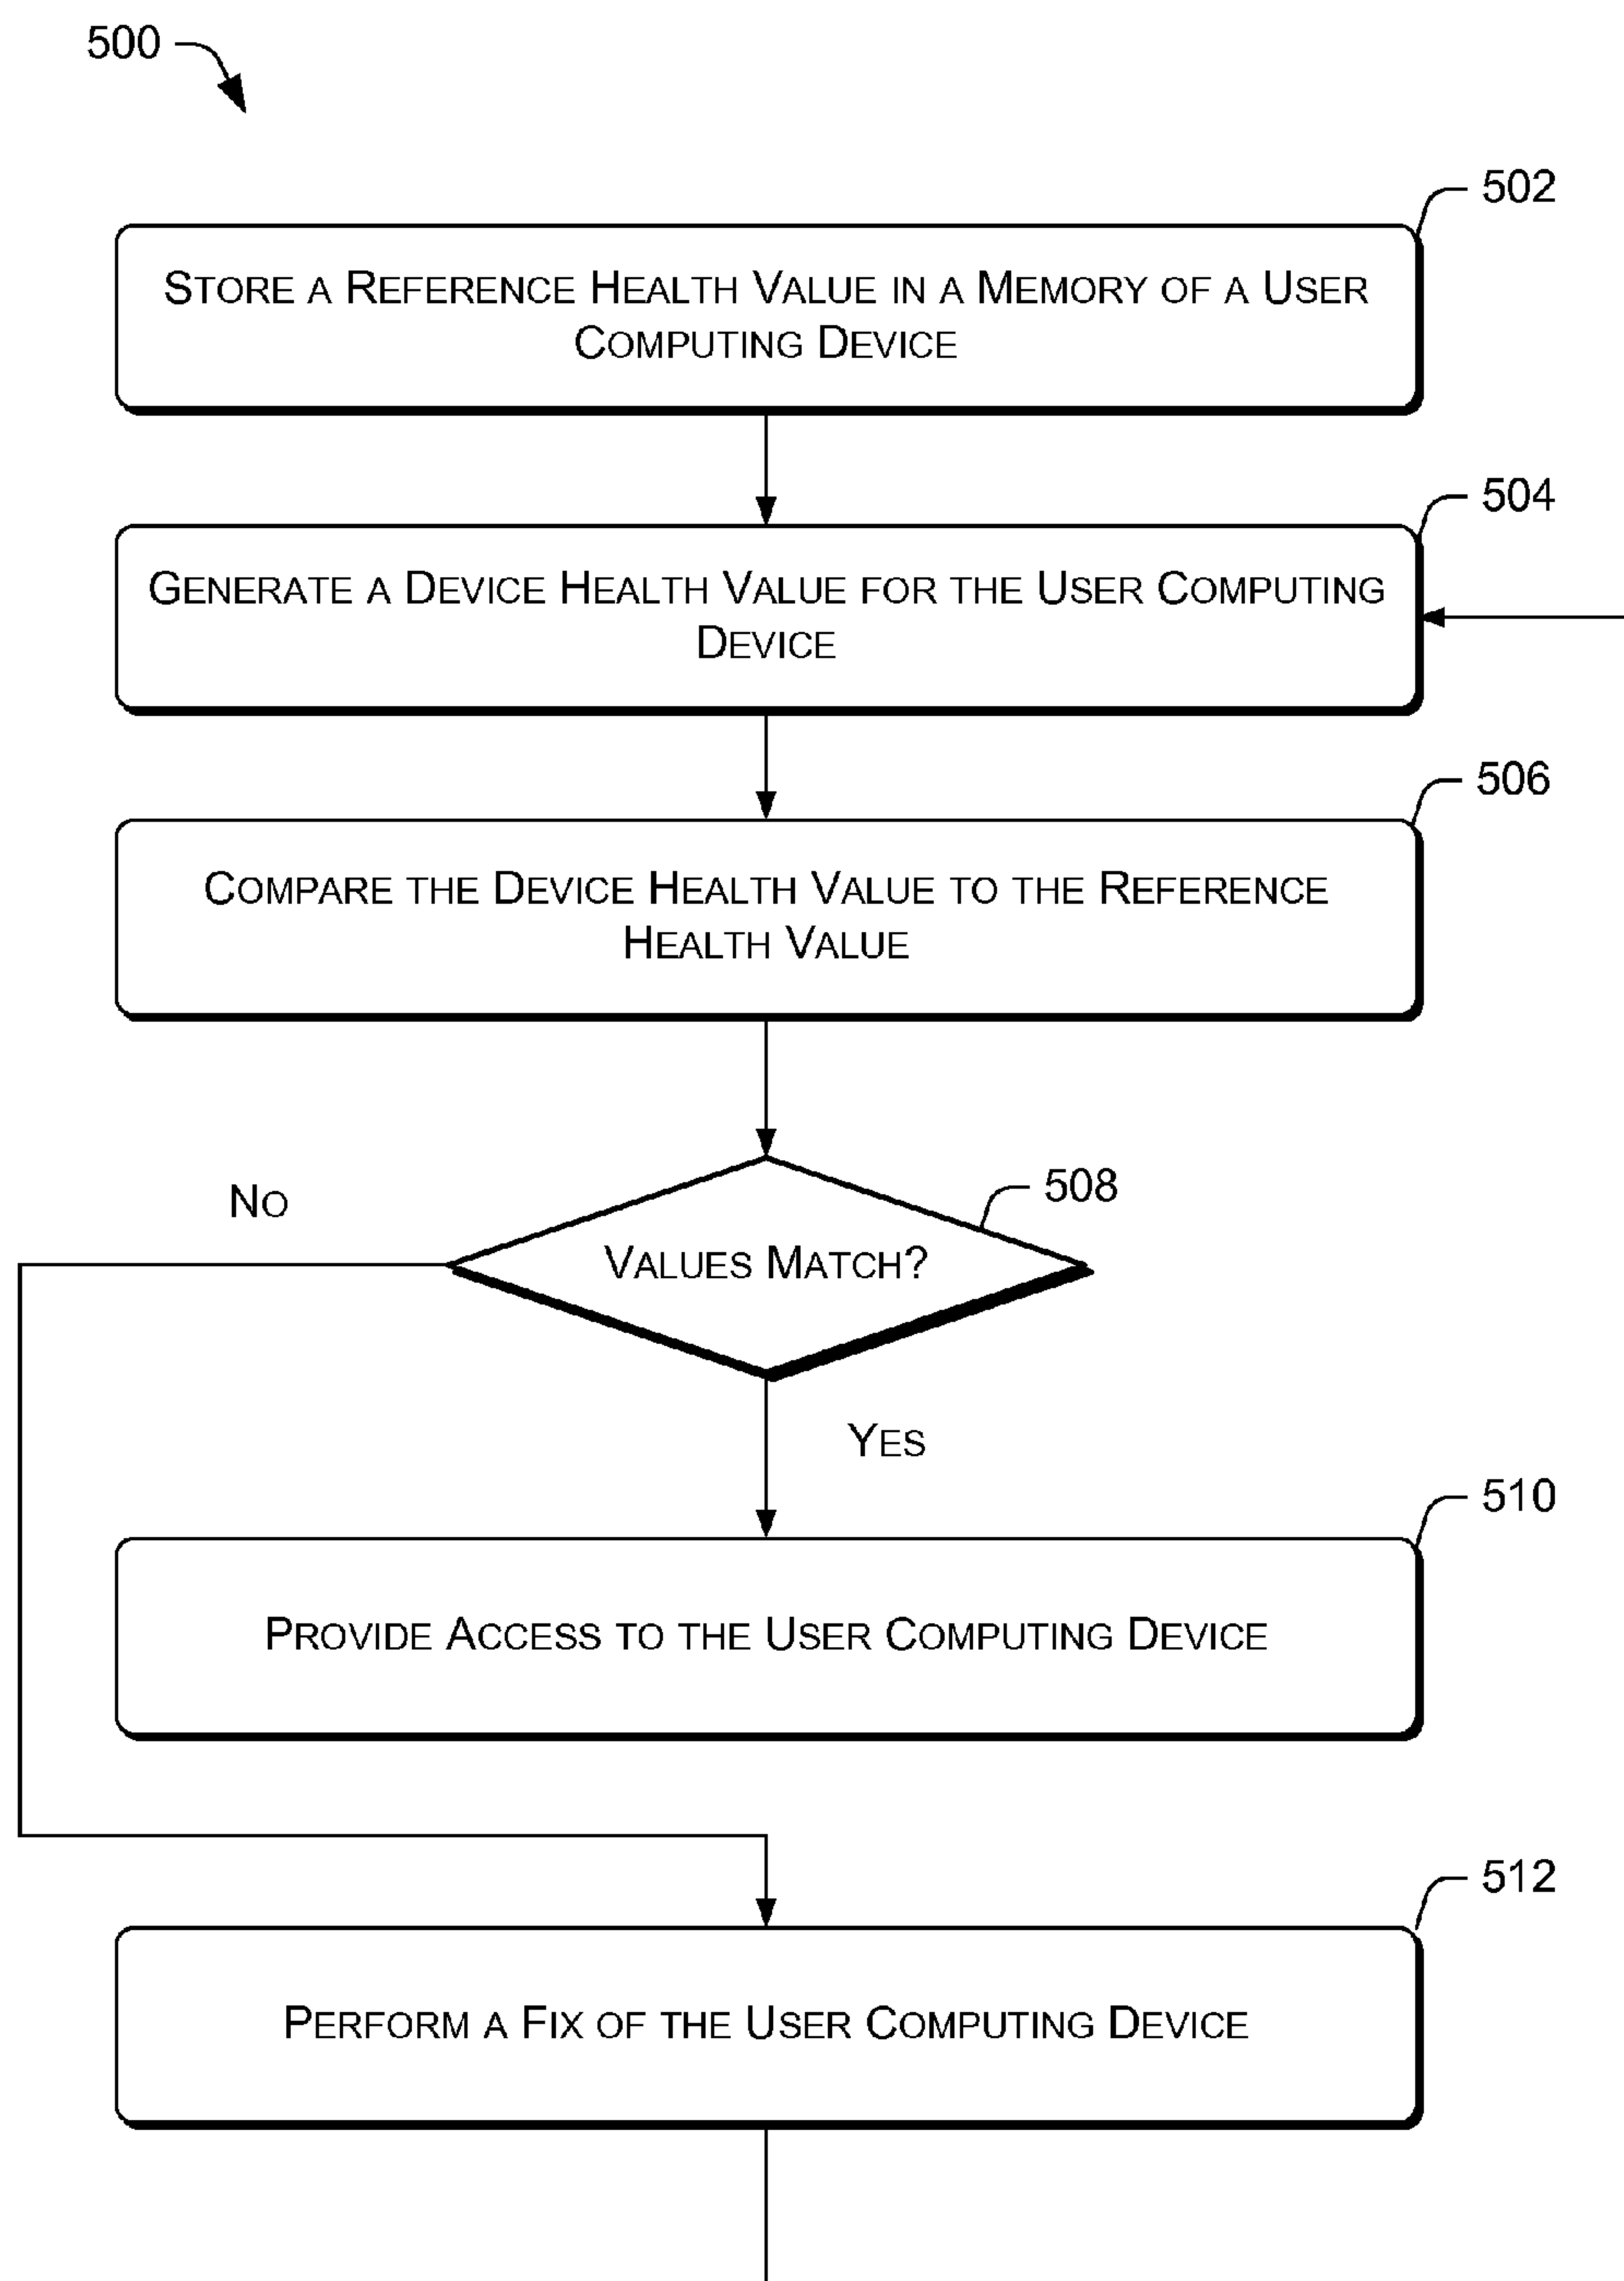 500
502
Store a Reference Health Value in a Memory of a User
Computing Device
504
Generate a Device Health Value for the User Computing
Device
506
Compare the Device Health Value to the Reference
Health Value
508
No
Values Match?
Yes
510
Provide Access to the User Computing Device
512
Perform a Fix of the User Computing Device